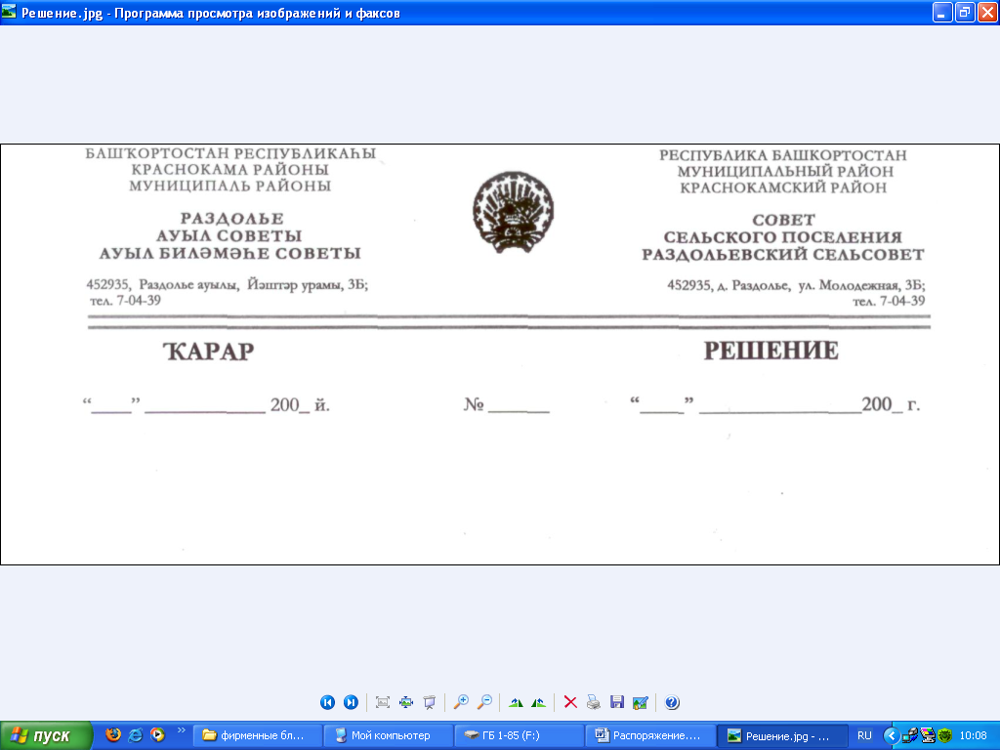 Решение.jpg - Программа просмотра изображений и факсов
БАШҠОРТОСТАН РЕСПУБЛИКАҺЫ
КРАСНОКАМА РАЙОНЫ
МУНИЦИПАЛЬ РАЙОНЫ
РАЗДОЛЬЕ
АУЫЛ СОВЕТЫ
АУЫЛ БИЛӘМӘҺЕ СОВЕТЫ
452935, Раздолье ауылы, Йәштәр урамы, 3Б;
тел. 7-04-39
РЕСПУБЛИКА БАШКОРТОСТАН
МУНИЦИПАЛЬНЫЙ РАЙОН
КРАСНОКАМСКИЙ РАЙОН
СОВЕТ
СЕЛЬСКОГО ПОСЕЛЕНИЯ
РАЗДОЛЬЕВСКИЙ СЕЛЬСОВЕТ
452935, д. Раздолье, ул. Молодежная, 3Б;
тел. 7-04-39
ҠАРАР
РЕШЕНИЕ
“____” ____________ 200_ й.
№ ______
“____” ________________200_ г.
пуск
фирменные бл...
Мой компьютер
ГБ 1-85 (F:)
Распоряжение....
Решение.jpg - ...
RU
10:08